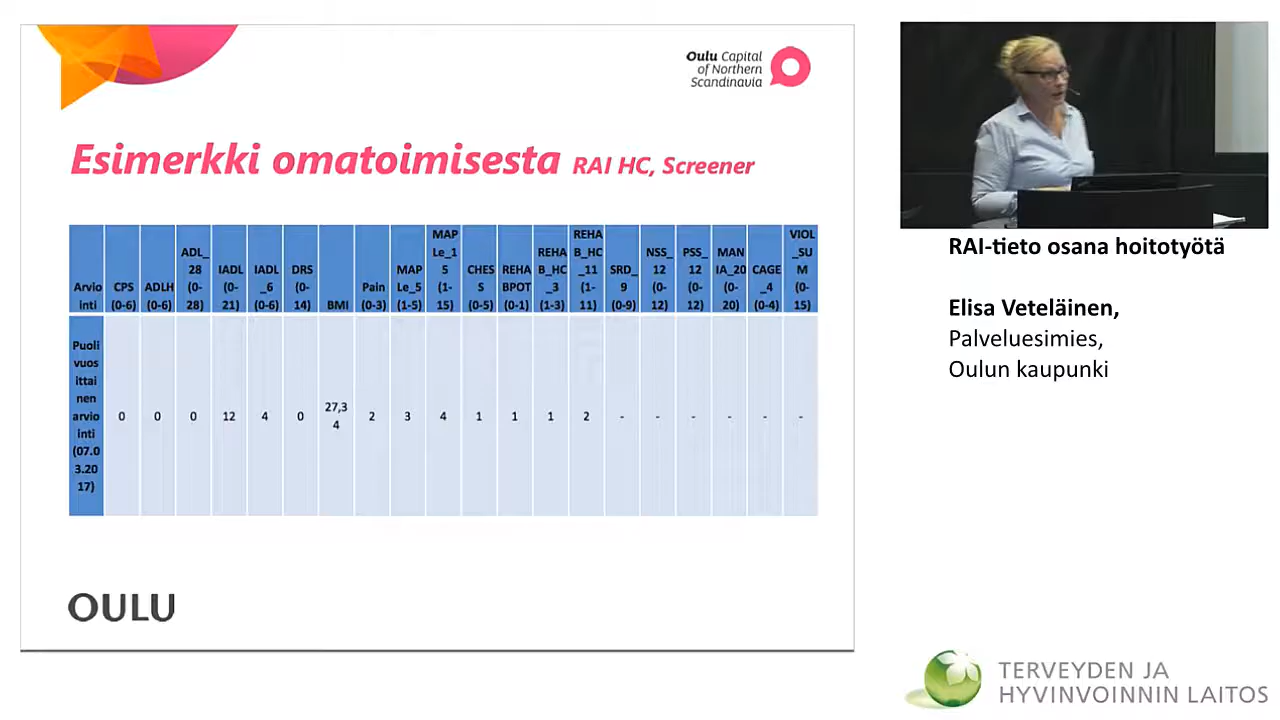 Oulu Capital
of Northern
Scandinavia
Esimerkki omatoimisesta RAI HC, Screener
Arvio
inti
CPS
(0-6)
ADLH
(0-6)
ADL_
28
(0-
28)
IADL
(0-
21)
IADL
_6
(0-6)
DRS
(0-
14)
BMI
Pain
(0-3)
MAP
Le_5
(1-5)
MAP
Le_1
5
(1-
15)
CHES
S
(0-5)
REHA
BPOT
(0-1)
REHA
B_HC
_3
(1-3)
REHA
B_HC
_11
(1-
11)
SRD_
9
(0-9)
NSS_
12
(0-
12)
PSS_
12
(0-
12)
MAN
IA_20
(0-
20)
CAGE
_4
(0-4)
VIOL
_SU
M
(0-
15)
Puoli
vuos
ittai
nen
arvio
inti
(07.0
3.20
17)
0
0
0
12
4
0
27,3
4
2
3
4
1
1
1
2
-
-
-
-
-
-
OULU
RAI-tieto osana hoitotyötä
Elisa Veteläinen,
Palveluesimies,
Oulun kaupunki
TERVEYDEN JA
HYVINVOINNIN LAITOS